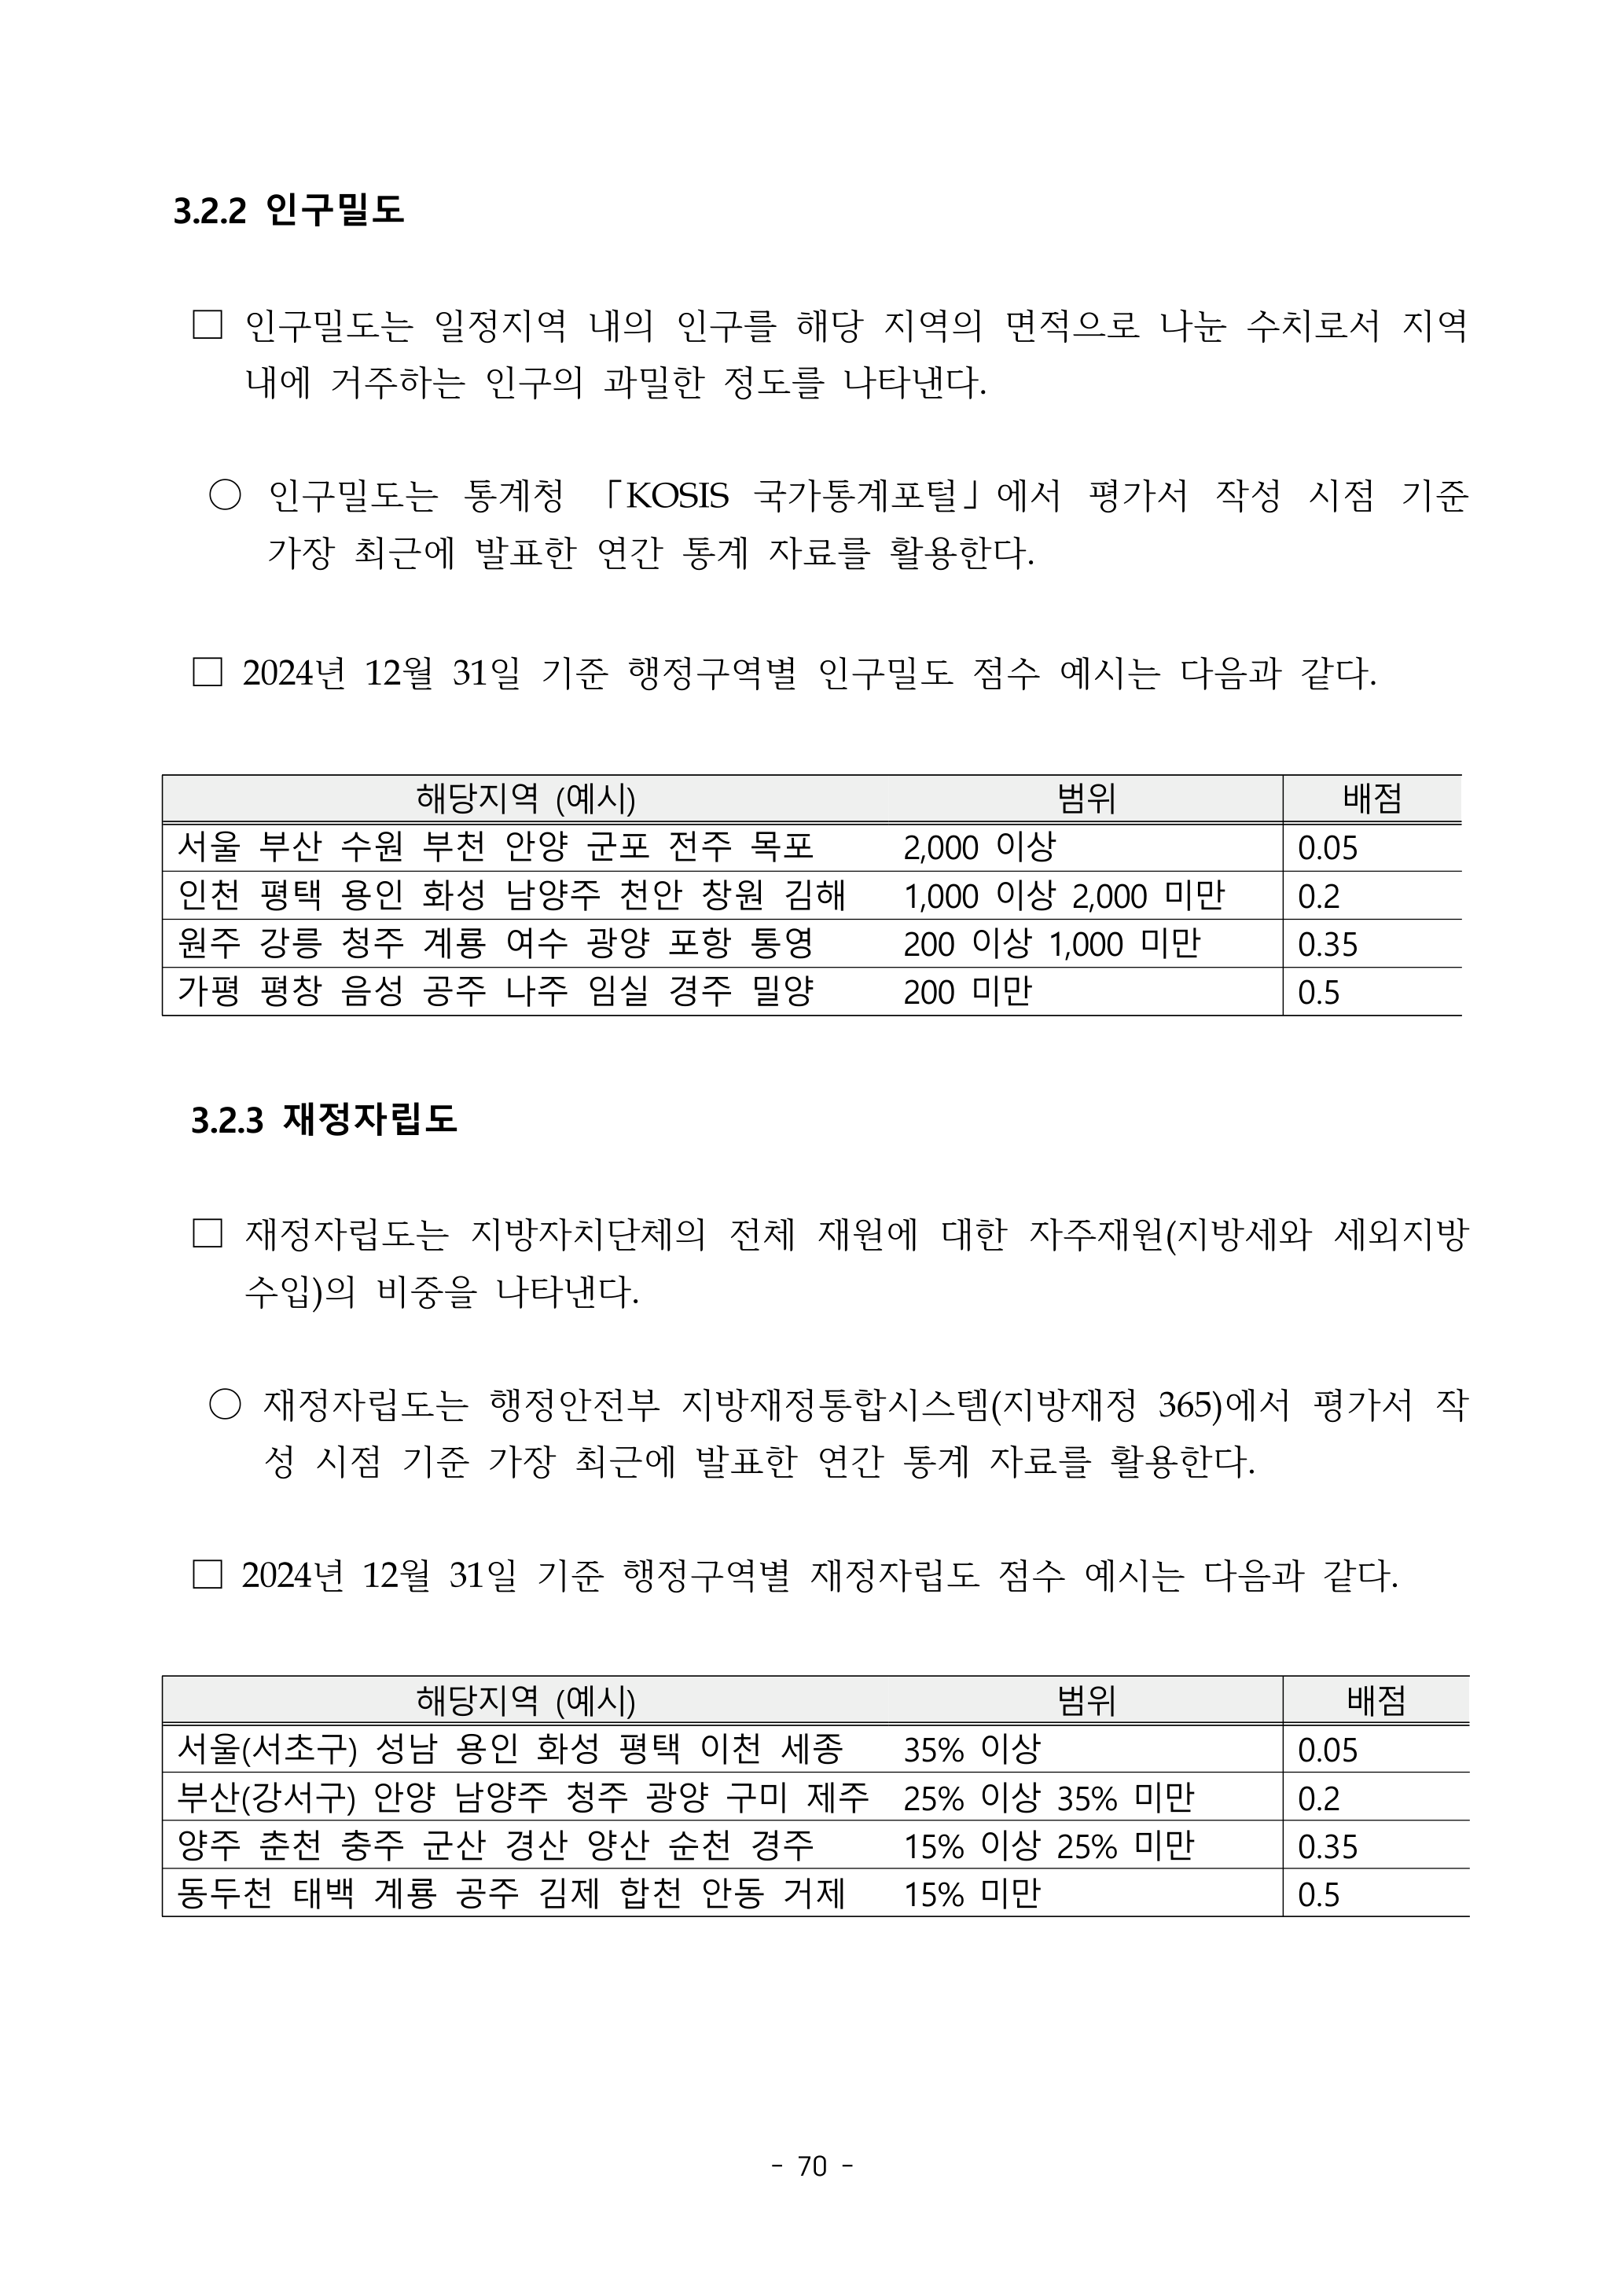 3.2.2 인구밀도
□ 인구밀도는 일정지역 내의 인구를 해당 지역의 면적으로 나눈 수치로서 지역
내에 거주하는 인구의 과밀한 정도를 나타낸다.
○ 인구밀도는 통계청 「KOSIS 국가통계포털」에서 평가서 작성 시점 기준
가장 최근에 발표한 연간 통계 자료를 활용한다.
□ 2024년 12월 31일 기준 행정구역별 인구밀도 점수 예시는 다음과 같다.
해당지역 (예시) 범위 배점
서울 부산 수원 부천 안양 군포 전주 목포 2,000 이상 0.05
인천 평택 용인 화성 남양주 천안 창원 김해 1,000 이상 2,000 미만 0.2
원주 강릉 청주 계룡 여수 광양 포항 통영 200 이상 1,000 미만 0.35
가평 평창 음성 공주 나주 임실 경주 밀양 200 미만 0.5
3.2.3 재정자립도
□ 재정자립도는 지방자치단체의 전체 재원에 대한 자주재원(지방세와 세외지방
수입)의 비중을 나타낸다.
○ 재정자립도는 행정안전부 지방재정통합시스템(지방재정 365)에서 평가서 작
성 시점 기준 가장 최근에 발표한 연간 통계 자료를 활용한다.
□ 2024년 12월 31일 기준 행정구역별 재정자립도 점수 예시는 다음과 같다.
해당지역 (예시) 범위 배점
서울(서초구) 성남 용인 화성 평택 이천 세종 35% 이상 0.05
부산(강서구) 안양 남양주 청주 광양 구미 제주 25% 이상 35% 미만 0.2
양주 춘천 충주 군산 경산 양산 순천 경주 15% 이상 25% 미만 0.35
동두천 태백 계룡 공주 김제 합천 안동 거제 15% 미만 0.5
- 70 -